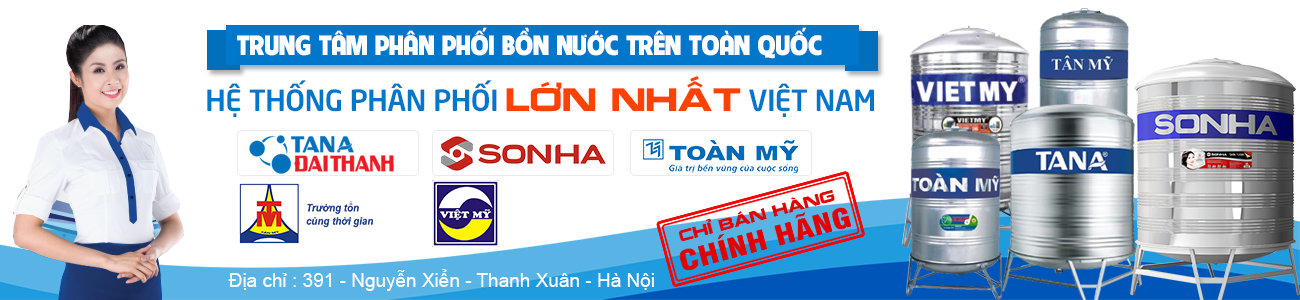 TRUNG TÂM PHÂN PHỐI BỒN NƯỚC TRÊN TOÀN QUỐC
HỆ THỐNG PHÂN PHỐI LỚN NHẤT VIỆT NAM
TANA
ĐẠI THANH
SONHA
TOÀN MỸ
Giá trị bền vững của cuộc sống
Trường tồn
cùng thời gian
VIỆT MỸ
CHỈ BÁN HÀNG
CHÍNH HÃNG
Địa chỉ : 391 - Nguyễn Xiển - Thanh Xuân - Hà Nội
VIETMY®
VIETMY
TÂN MỸ
SONHA
SONHA
TOÀN MỸ
TANA®